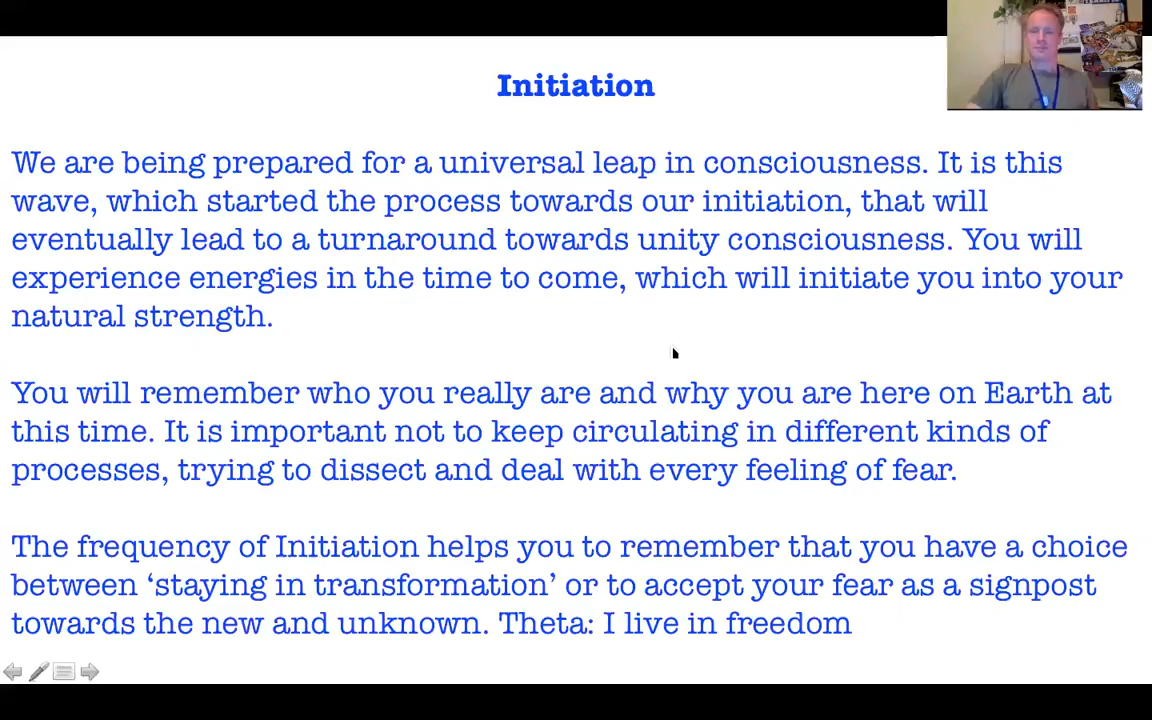 Initiation
We are being prepared for a universal leap in consciousness. It is this
wave, which started the process towards our initiation, that will
eventually lead to a turnaround towards unity consciousness. You will
experience energies in the time to come, which will initiate you into your
natural strength.
You will remember who you really are and why you are here on Earth at
this time. It is important not to keep circulating in different kinds of
processes, trying to dissect and deal with every feeling of fear.
The frequency of Initiation helps you to remember that you have a choice
between ‘staying in transformation’ or to accept your fear as a signpost
towards the new and unknown. Theta: I live in freedom